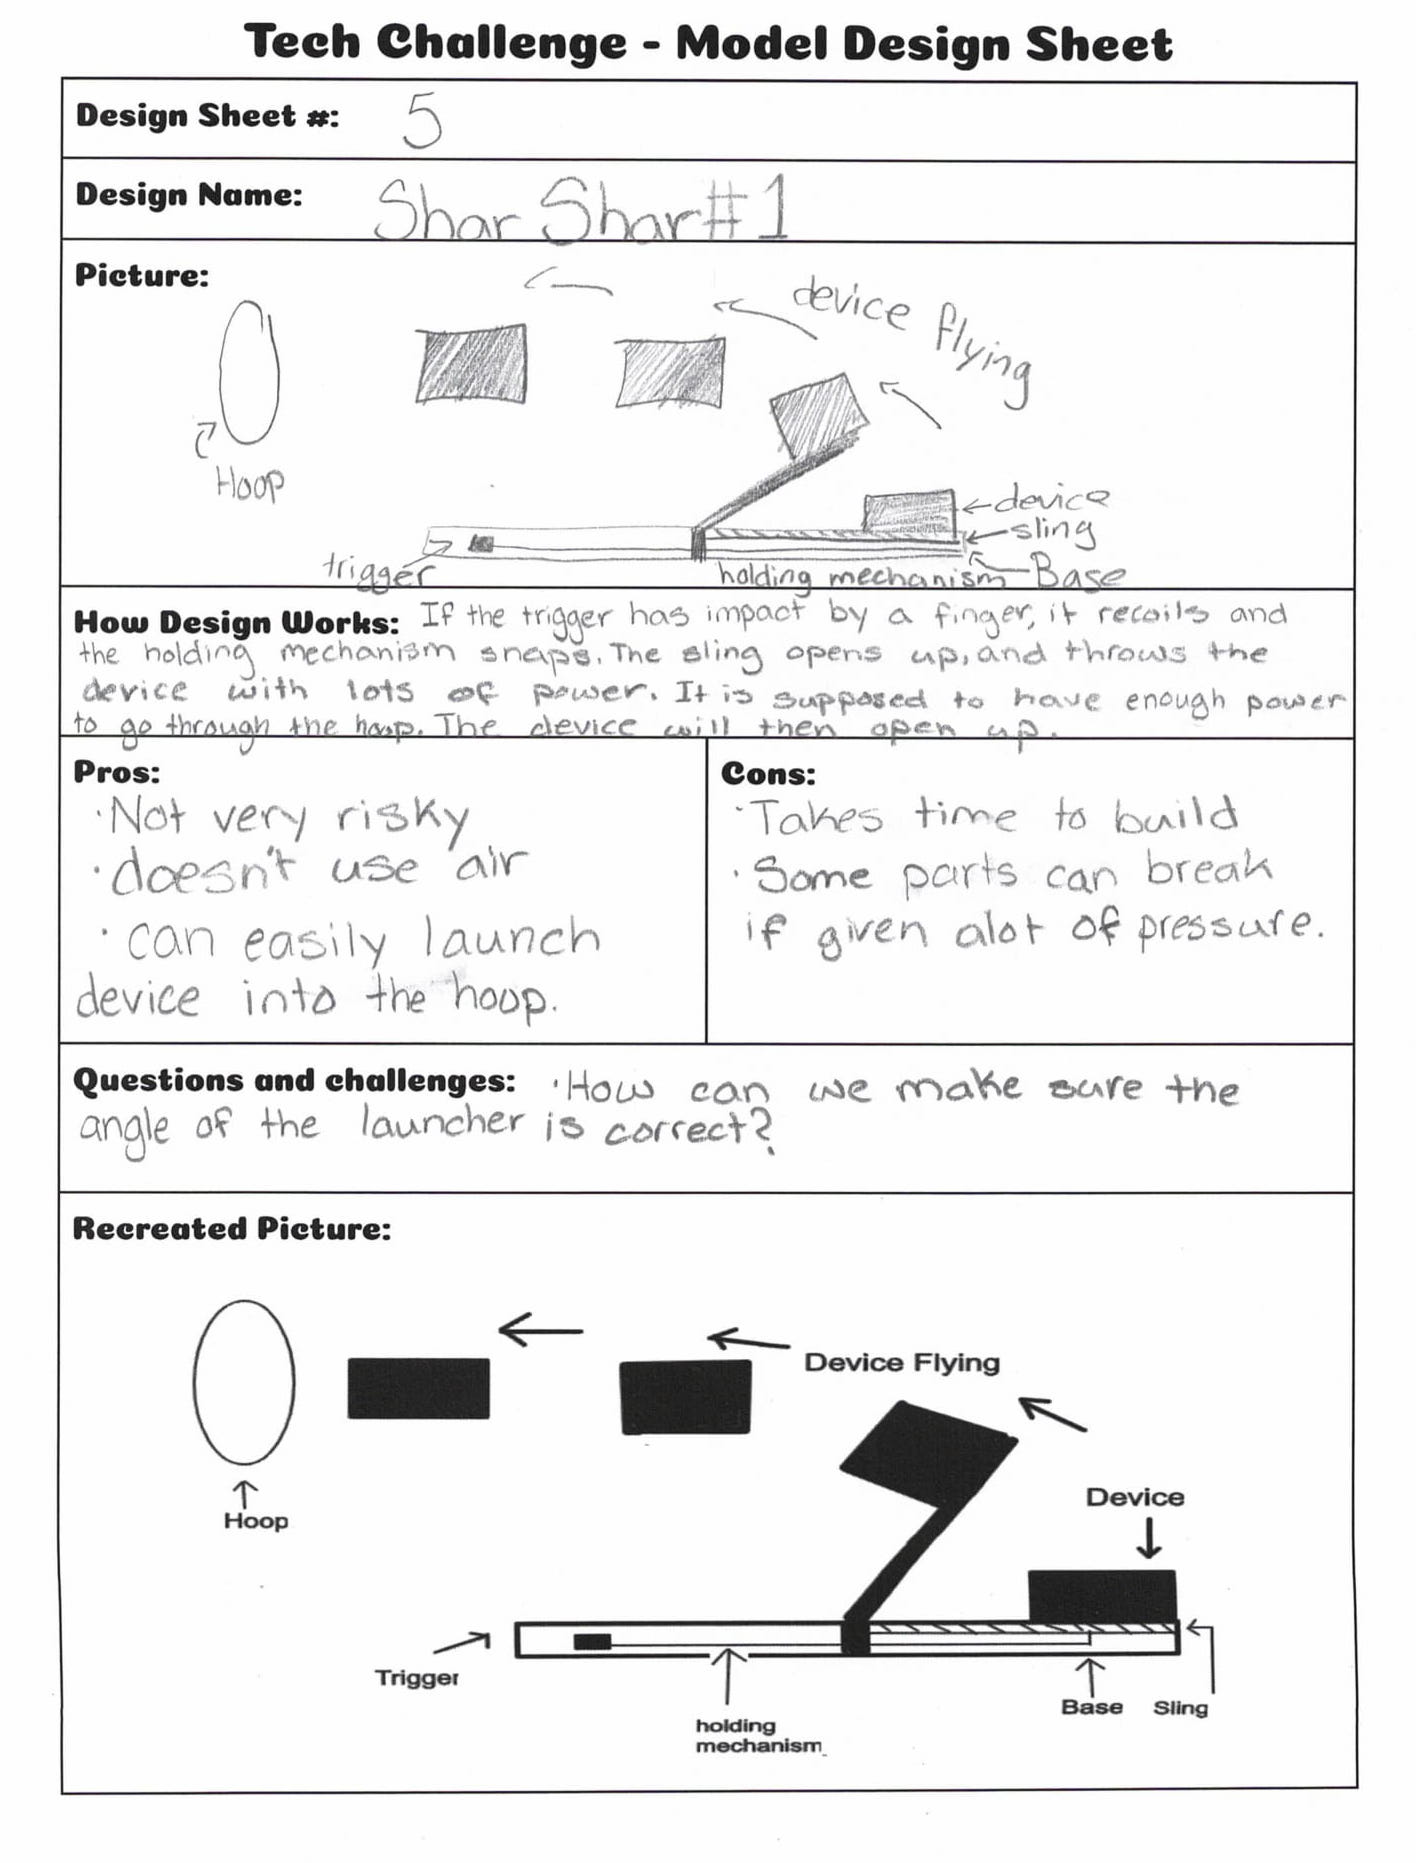 Tech Challenge - Model Design Sheet
Design Sheet #: 5
Design Name: Shar Shar #1
Picture:
device flying
Hoop
device
sling
trigger
holding mechanism
Base
How Design Works: If the trigger has impact by a finger, it recoils and
the holding mechanism snaps. The sling opens up, and throws the
device with lots of power. It is supposed to have enough power
to go through the hoop. The device will then open up.
Pros:
·Not very risky
·doesn't use air
·can easily launch
device into the hoop.
Cons:
·Takes time to build
·Some parts can break
if given alot of pressure.
Questions and challenges: ·How can we make sure the
angle of the launcher is correct?
Recreated Picture:
Device Flying
Device
Hoop
Trigger
Base
Sling
holding
mechanism